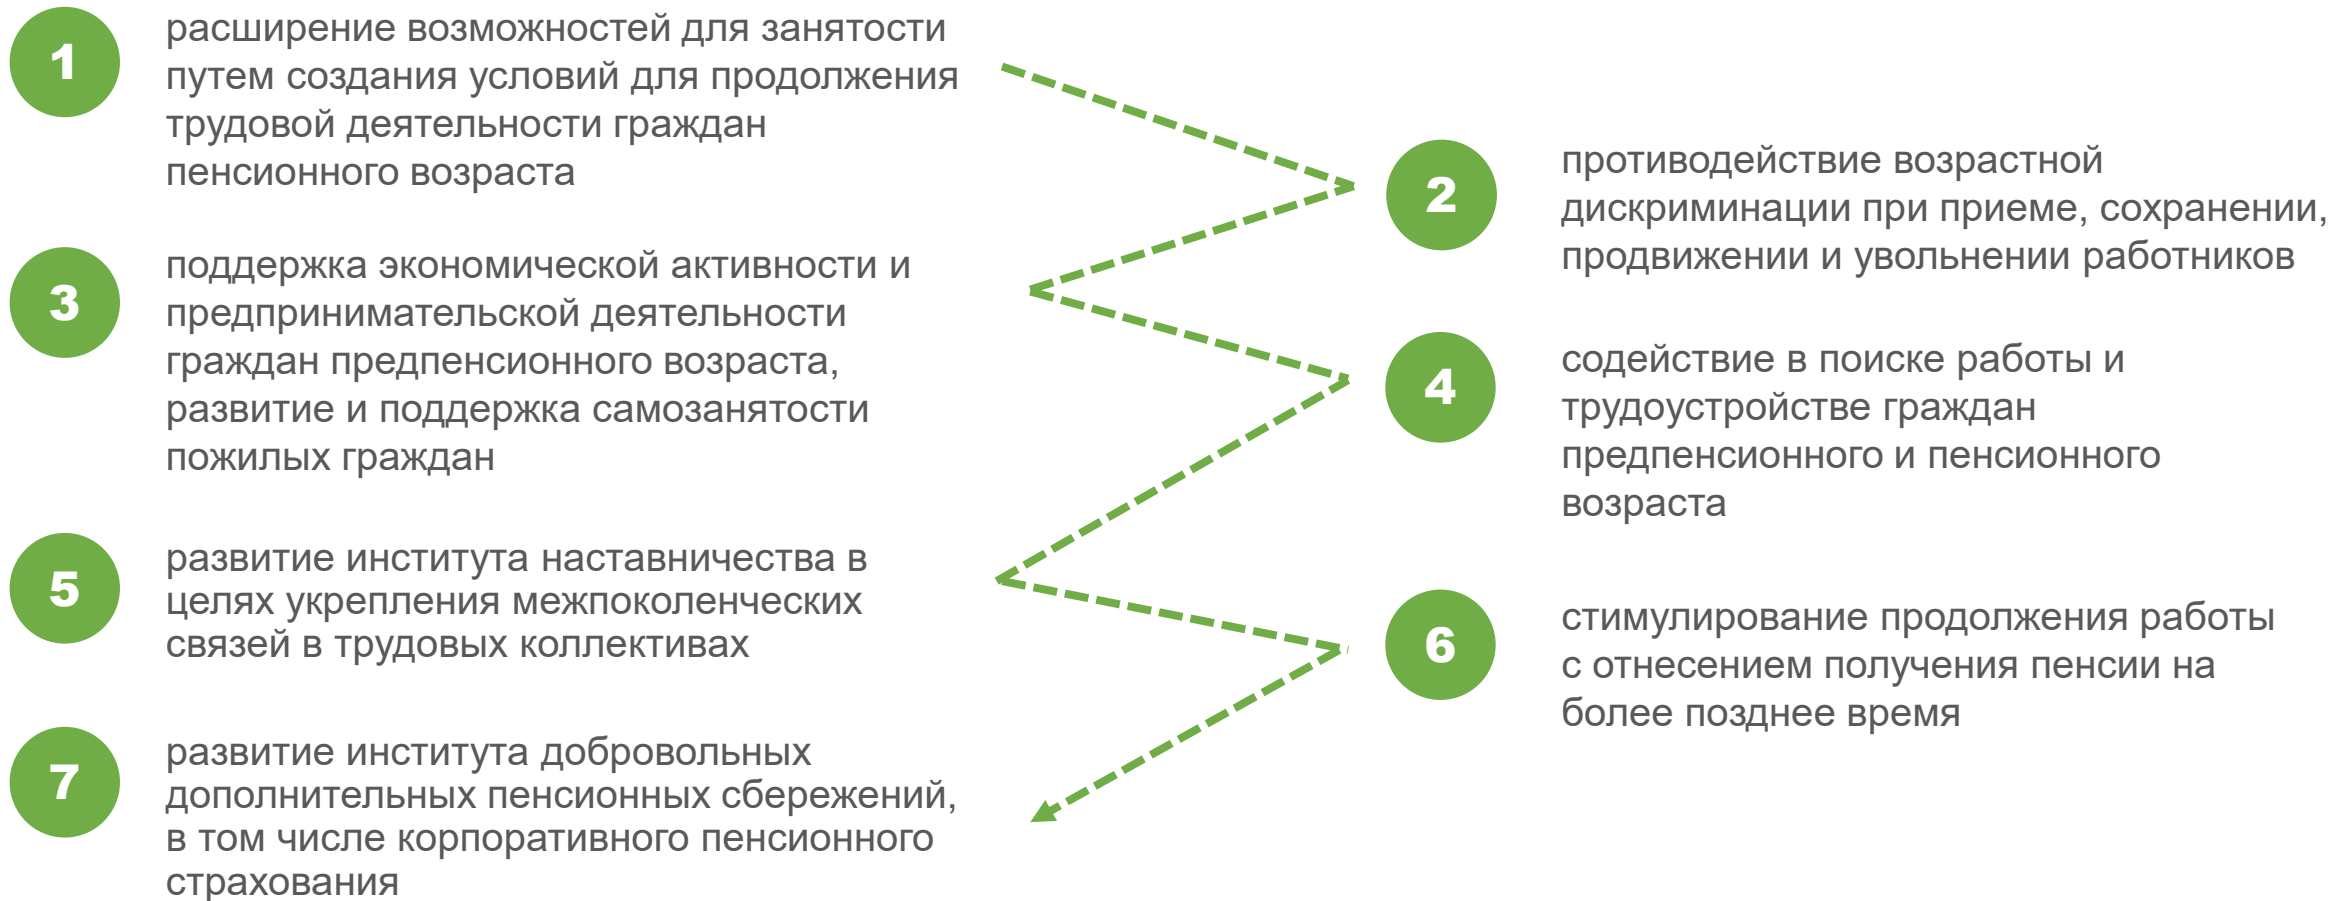 1
расширение возможностей для занятости
путем создания условий для продолжения
трудовой деятельности граждан
пенсионного возраста
2
противодействие возрастной
дискриминации при приеме, сохранении,
продвижении и увольнении работников
3
поддержка экономической активности и
предпринимательской деятельности
граждан предпенсионного возраста,
развитие и поддержка самозанятости
пожилых граждан
4
содействие в поиске работы и
трудоустройстве граждан
предпенсионного и пенсионного
возраста
5
развитие института наставничества в
целях укрепления межпоколенческих
связей в трудовых коллективах
6
стимулирование продолжения работы
с отнесением получения пенсии на
более позднее время
7
развитие института добровольных
дополнительных пенсионных сбережений,
в том числе корпоративного пенсионного
страхования